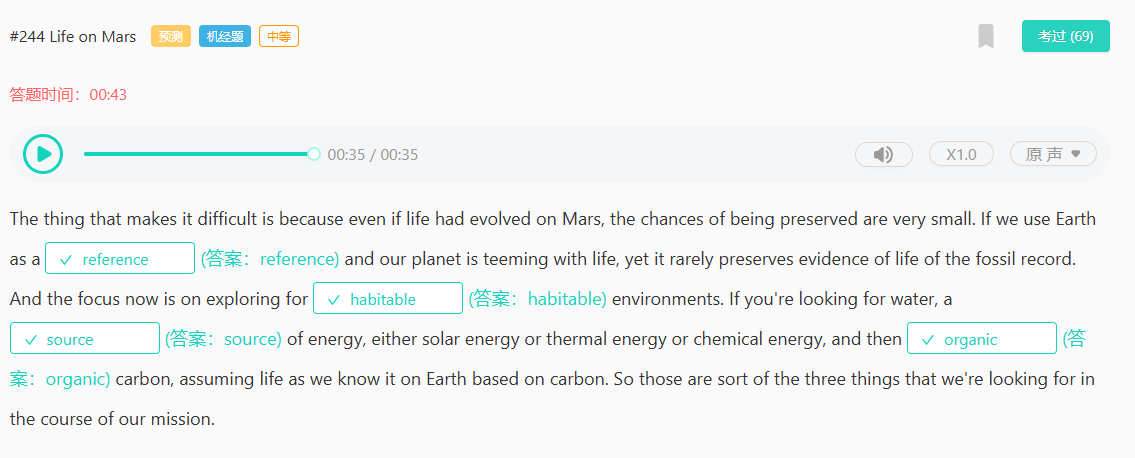 #244 Life on Mars 预测 机经题 中等 考过 (69)
答题时间：00:43
00:35 / 00:35 X1.0 原声
The thing that makes it difficult is because even if life had evolved on Mars, the chances of being preserved are very small. If we use Earth
as a reference (答案：reference) and our planet is teeming with life, yet it rarely preserves evidence of life of the fossil record.
And the focus now is on exploring for habitable (答案：habitable) environments. If you're looking for water, a
source (答案：source) of energy, either solar energy or thermal energy or chemical energy, and then organic (答
案：organic) carbon, assuming life as we know it on Earth based on carbon. So those are sort of the three things that we're looking for in
the course of our mission.